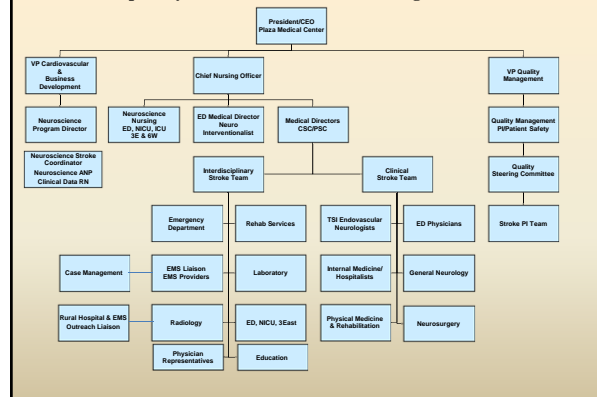 President/CEO
Plaza Medical Center
VP Cardiovascular
&
Business
Development
Chief Nursing Officer
VP Quality
Management
Neuroscience
Program Director
Neuroscience
Nursing
ED, NICU, ICU
3E & 6W
ED Medical Director
Neuro
Interventionalist
Medical Directors
CSC/PSC
Quality Management
PI/Patient Safety
Neuroscience Stroke
Coordinator
Neuroscience ANP
Clinical Data RN
Interdisciplinary
Stroke Team
Clinical
Stroke Team
Quality
Steering Committee
Emergency
Department
Rehab Services
TSI Endovascular
Neurologists
ED Physicians
Stroke PI Team
Case Management
EMS Liaison
EMS Providers
Laboratory
Internal Medicine/
Hospitalists
General Neurology
Rural Hospital & EMS
Outreach Liaison
Radiology
ED, NICU, 3East
Physical Medicine
& Rehabilitation
Neurosurgery
Physician
Representatives
Education